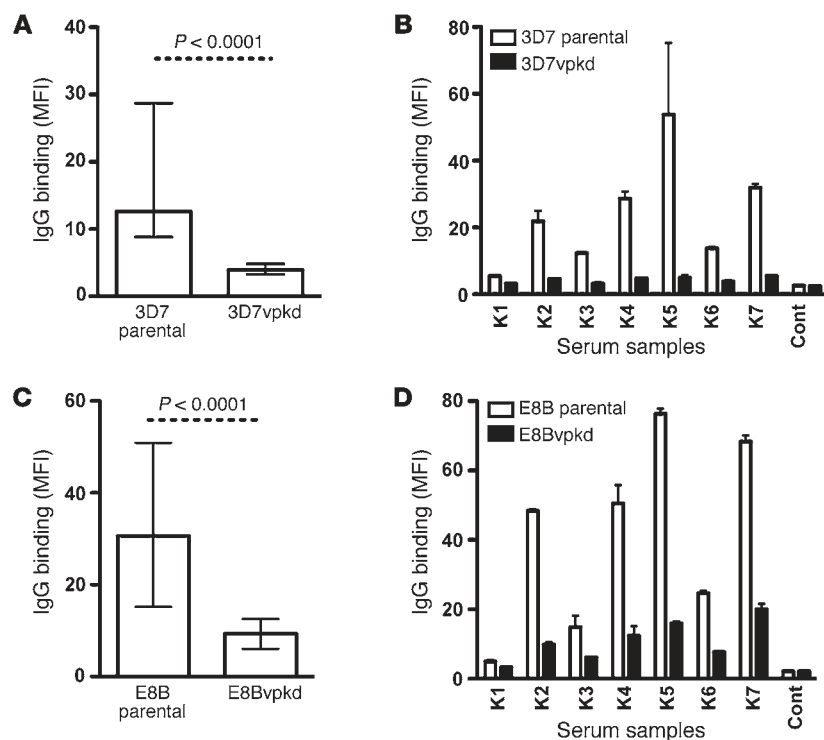 A
IgG binding (MFI)
40
30
20
10
0
P < 0.0001
3D7
parental
3D7vpkd
B
IgG binding (MFI)
80
60
40
20
0
3D7 parental
3D7vpkd
K1
K2
K3
K4
K5
K6
K7
Cont
Serum samples
C
IgG binding (MFI)
60
40
20
0
P < 0.0001
E8B
parental
E8Bvpkd
D
IgG binding (MFI)
80
60
40
20
0
E8B parental
E8Bvpkd
K1
K2
K3
K4
K5
K6
K7
Cont
Serum samples